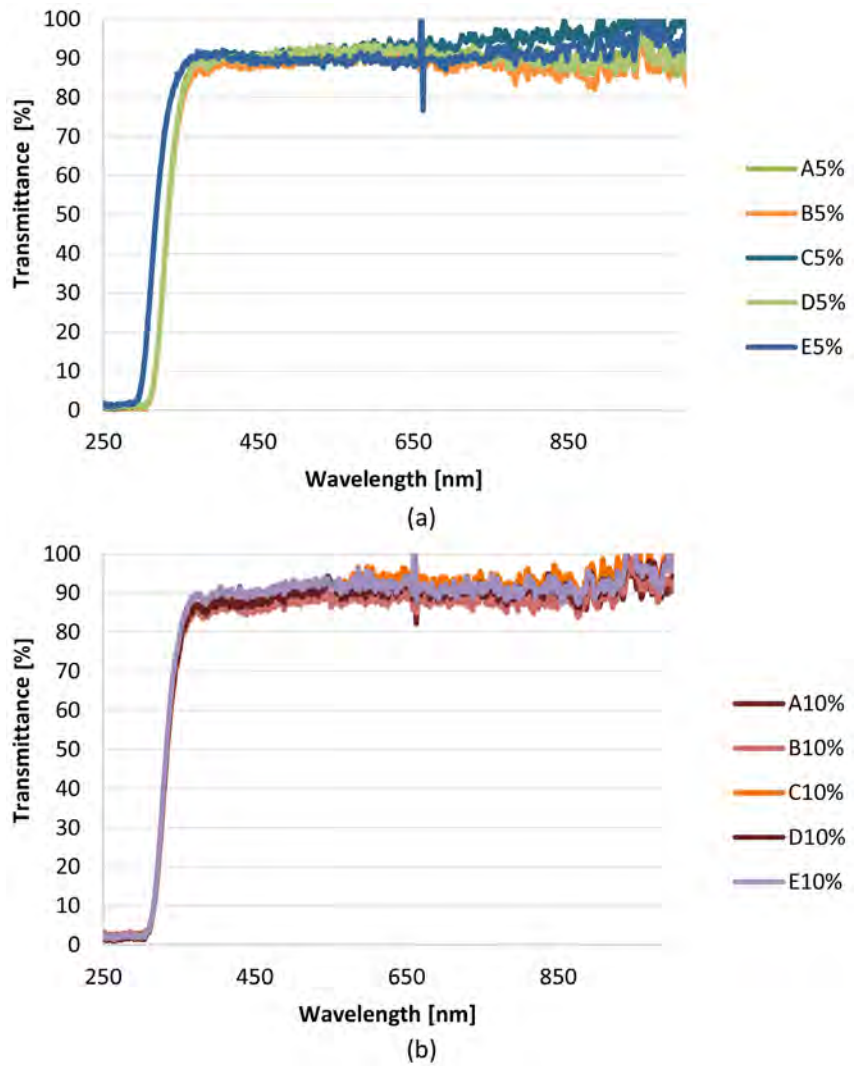 100
90
80
70
60
50
40
30
20
10
0
Transmittance [%]
250 450 650 850
Wavelength [nm]
A5%
B5%
C5%
D5%
E5%
(a)
100
90
80
70
60
50
40
30
20
10
0
Transmittance [%]
250 450 650 850
Wavelength [nm]
A10%
B10%
C10%
D10%
E10%
(b)